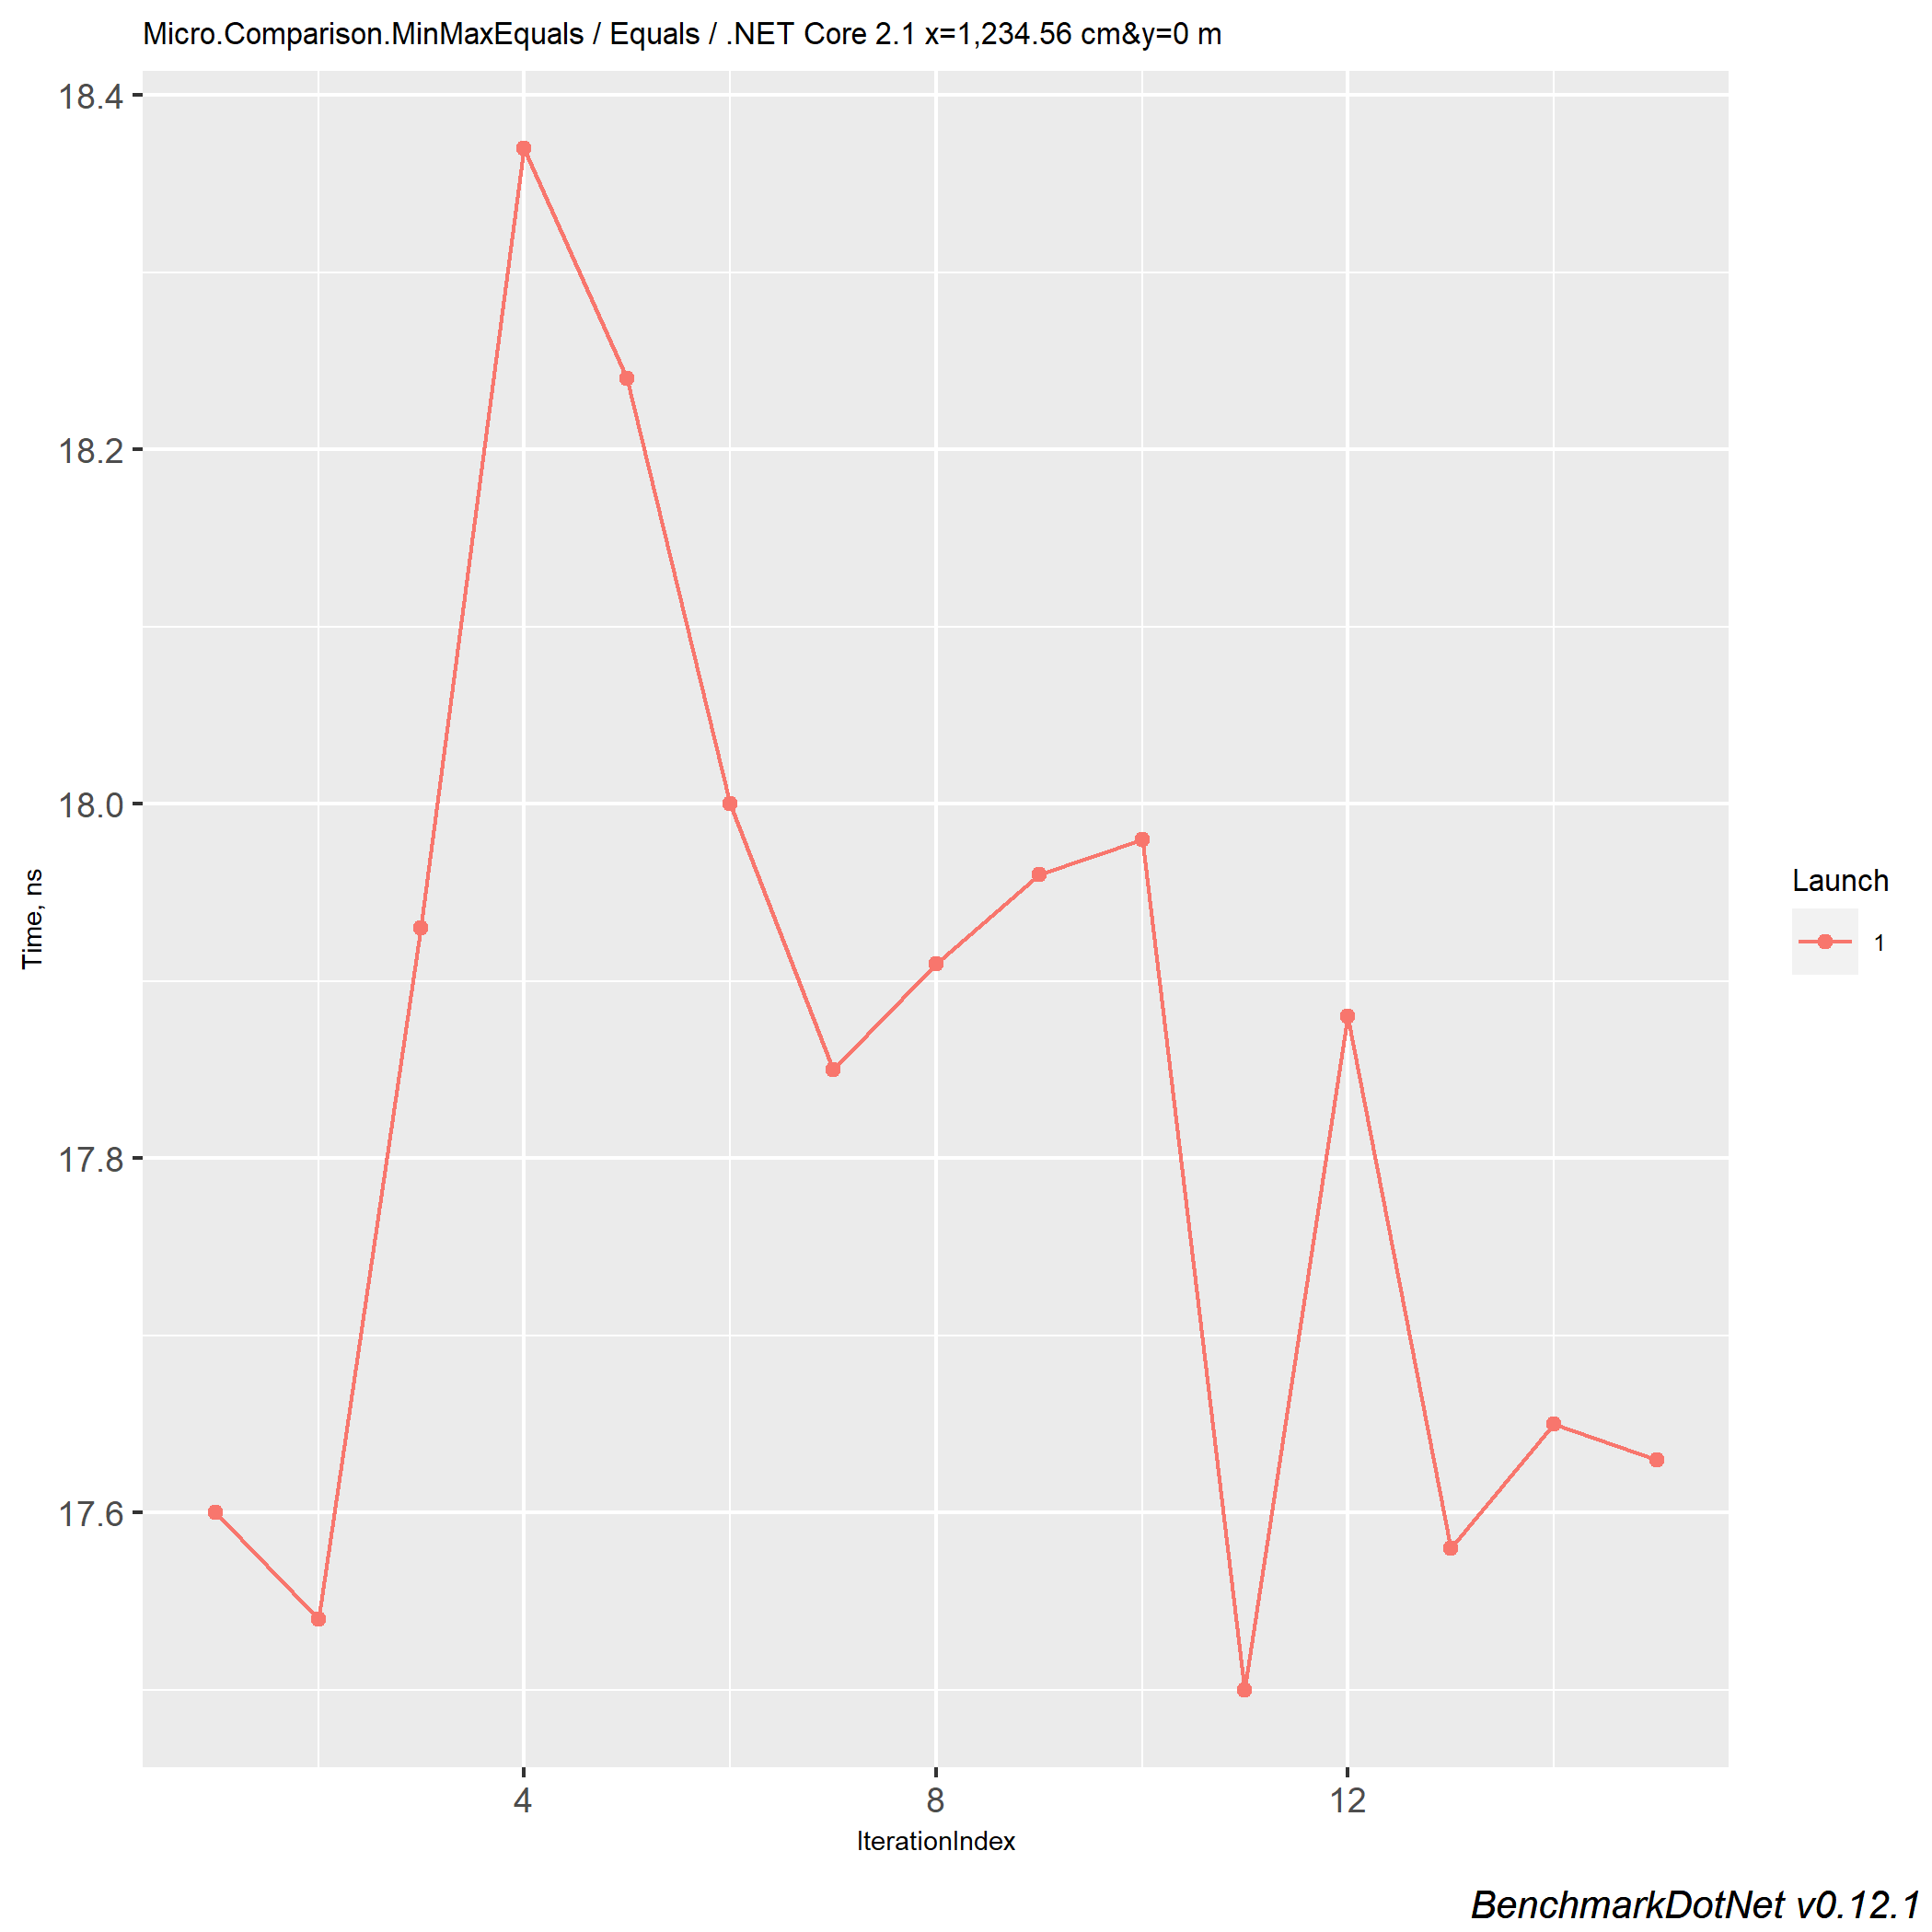 Micro.Comparison.MinMaxEquals / Equals / .NET Core 2.1 x=1,234.56 cm&y=0 m
18.4
18.2
18.0
17.8
17.6
Time, ns
4
8
12
IterationIndex
Launch
1
BenchmarkDotNet v0.12.1